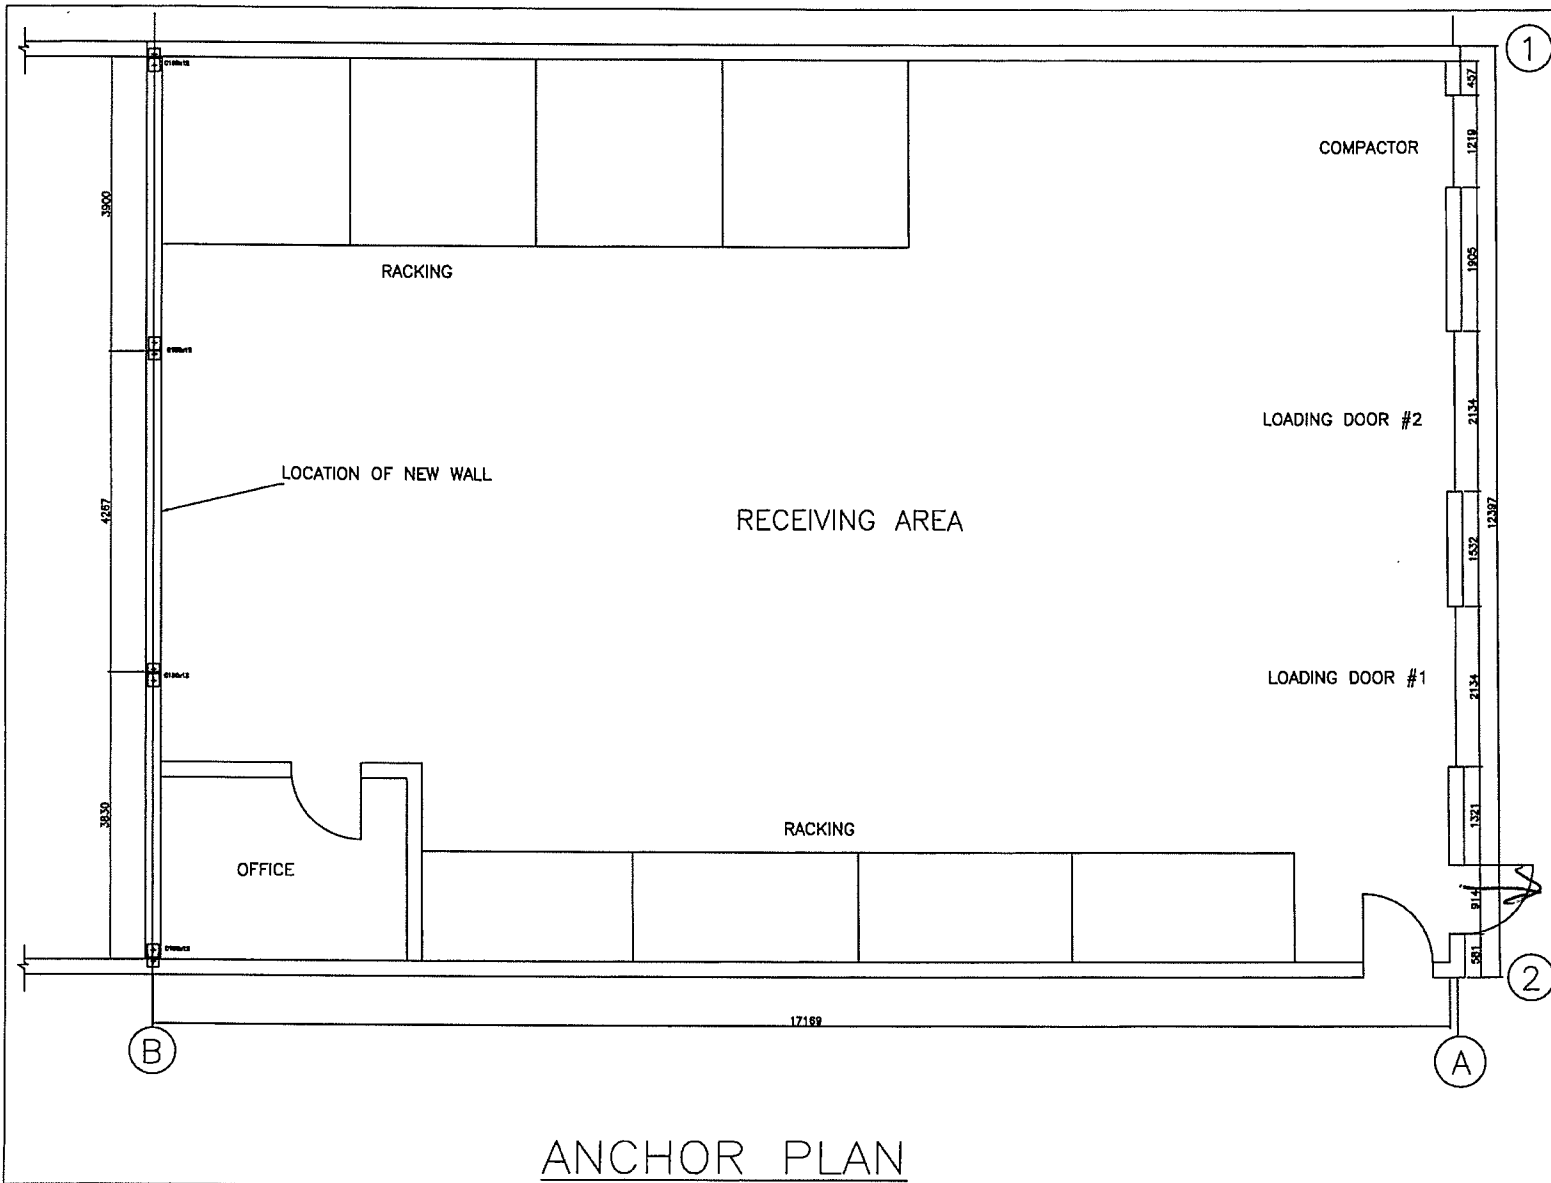 1
457
C150x12
COMPACTOR
1219
3900
1905
RACKING
2134
LOADING DOOR #2
LOCATION OF NEW WALL
4267
RECEIVING AREA
12397
1532
LOADING DOOR #1
2134
3830
1321
RACKING
OFFICE
914
581
2
17169
B
A
ANCHOR PLAN